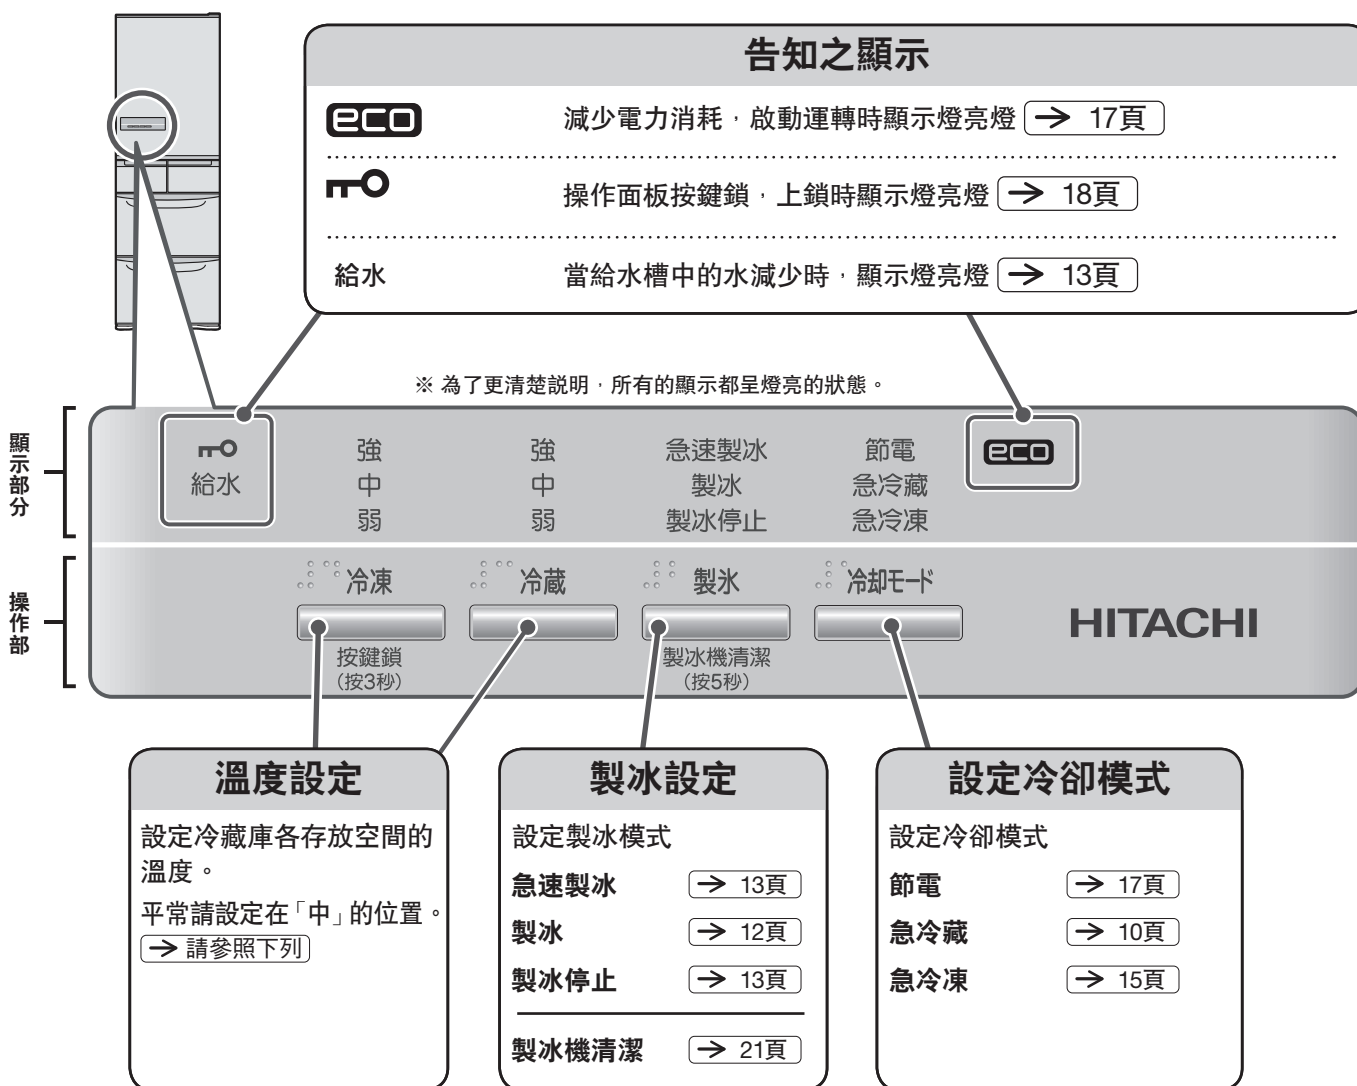 告知之顯示
eco 減少電力消耗，啟動運轉時顯示燈亮燈 → 17頁
操作面板按鍵鎖，上鎖時顯示燈亮燈 → 18頁
給水 當給水槽中的水減少時，顯示燈亮燈 → 13頁
※ 為了更清楚説明，所有的顯示都呈燈亮的狀態。
顯示部分
強 強 急速製冰 節電 eco
給水 中 中 製冰 急冷藏
弱 弱 製冰停止 急冷凍
操作部
冷凍 冷蔵 製氷 冷却モード
HITACHI
按鍵鎖 製冰機清潔
（按3秒） （按5秒）
溫度設定
設定冷藏庫各存放空間的
溫度。
平常請設定在「中」的位置。
→ 請參照下列
製冰設定
設定製冰模式
急速製冰 → 13頁
製冰 → 12頁
製冰停止 → 13頁
製冰機清潔 → 21頁
設定冷卻模式
設定冷卻模式
節電 → 17頁
急冷藏 → 10頁
急冷凍 → 15頁